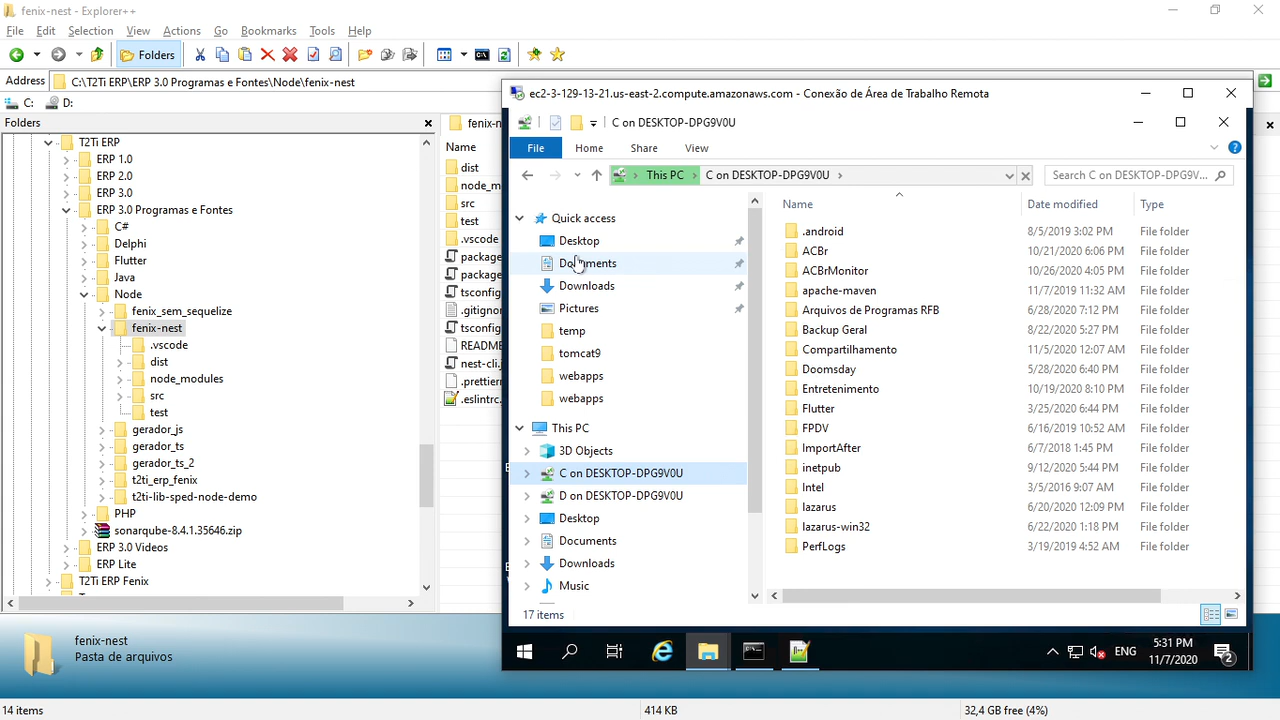 fenix-nest - Explorer++
File Edit Selection View Actions Go Bookmarks Tools Help
Folders
Address C:\T2Ti ERP\ERP 3.0 Programas e Fontes\Node\fenix-nest
C: D:
Folders
T2Ti ERP
ERP 1.0
ERP 2.0
ERP 3.0
ERP 3.0 Programas e Fontes
C#
Delphi
Flutter
Java
Node
fenix_sem_sequelize
fenix-nest
.vscode
dist
node_modules
src
test
gerador_js
gerador_ts
gerador_ts_2
t2ti_erp_fenix
t2ti-lib-sped-node-demo
PHP
sonarqube-8.4.1.35646.zip
ERP 3.0 Videos
ERP Lite
T2Ti ERP Fenix
fenix-n
Name
dist
node_m
src
test
.vscode
package
package
tsconfig
.gitigno
tsconfig
README
nest-cli.j
.prettierr
.eslintrc.
ec2-3-129-13-21.us-east-2.compute.amazonaws.com - Conexão de Área de Trabalho Remota
C on DESKTOP-DPG9V0U
File Home Share View
This PC C on DESKTOP-DPG9V0U
Search C on DESKTOP-DPG9V...
Quick access
Desktop
Documents
Downloads
Pictures
temp
tomcat9
webapps
webapps
This PC
3D Objects
C on DESKTOP-DPG9V0U
D on DESKTOP-DPG9V0U
Desktop
Documents
Downloads
Music
Name Date modified Type
.android 8/5/2019 3:02 PM File folder
ACBr 10/21/2020 6:06 PM File folder
ACBrMonitor 10/26/2020 4:05 PM File folder
apache-maven 11/7/2019 11:32 AM File folder
Arquivos de Programas RFB 6/28/2020 7:12 PM File folder
Backup Geral 8/22/2020 5:27 PM File folder
Compartilhamento 11/5/2020 12:07 AM File folder
Doomsday 5/28/2020 6:40 PM File folder
Entretenimento 10/19/2020 8:10 PM File folder
Flutter 3/25/2020 6:44 PM File folder
FPDV 6/16/2019 10:52 AM File folder
ImportAfter 6/7/2018 1:45 PM File folder
inetpub 9/12/2020 5:44 PM File folder
Intel 3/5/2016 9:07 AM File folder
lazarus 6/20/2020 12:09 PM File folder
lazarus-win32 6/22/2020 1:18 PM File folder
PerfLogs 3/19/2019 4:52 AM File folder
17 items
ENG
5:31 PM
11/7/2020
2
fenix-nest
Pasta de arquivos
14 items
414 KB
32,4 GB free (4%)